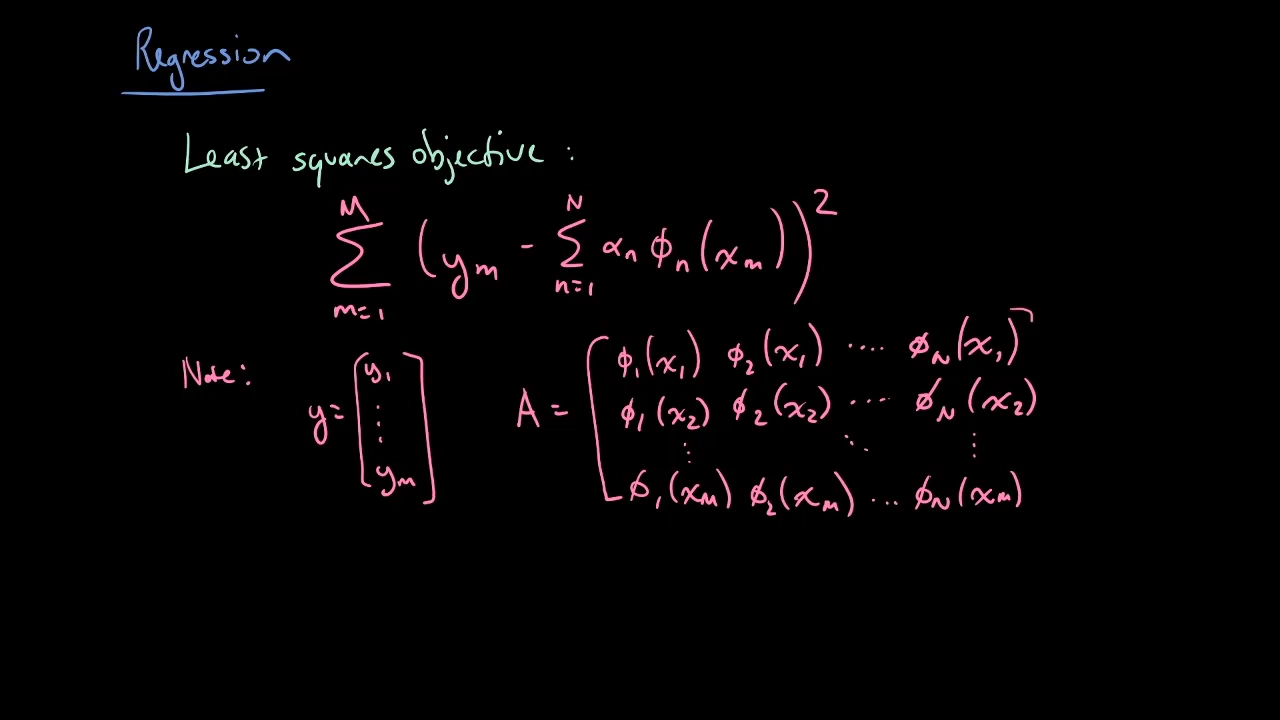 Regression
Least squares objective :
\sum_{m=1}^{M} \left( y_m - \sum_{n=1}^{N} \alpha_n \phi_n(x_m) \right)^2
Note: y = \begin{bmatrix} y_1 \\ \vdots \\ y_m \end{bmatrix} A = \begin{bmatrix} \phi_1(x_1) & \phi_2(x_1) & \cdots & \phi_N(x_1) \\ \phi_1(x_2) & \phi_2(x_2) & \cdots & \phi_N(x_2) \\ \vdots & & \ddots & \vdots \\ \phi_1(x_M) & \phi_2(x_m) & \cdots & \phi_N(x_m) \end{bmatrix}